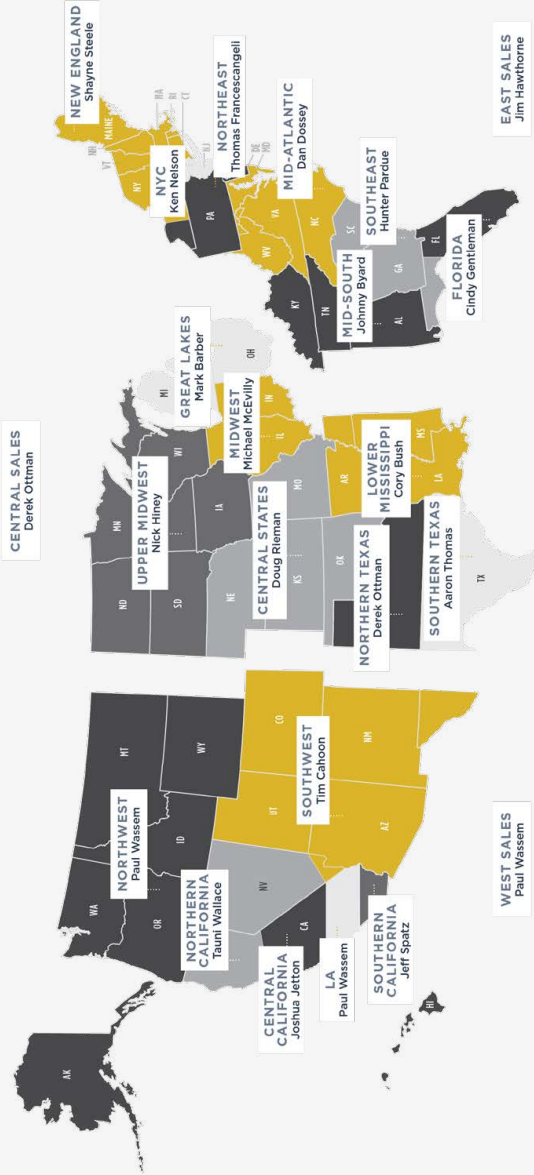 WEST SALES
Paul Wassem
CENTRAL SALES
Derek Ottman
EAST SALES
Jim Hawthorne
NORTHWEST
Paul Wassem
NORTHERN
CALIFORNIA
Tauni Wallace
CENTRAL
CALIFORNIA
Joshua Jetton
LA
Paul Wassem
SOUTHERN
CALIFORNIA
Jeff Spatz
SOUTHWEST
Tim Cahoon
AK
HI
WA
OR
MT
ID
WY
NV
CA
UT
CO
AZ
NM
UPPER MIDWEST
Nick Hiney
GREAT LAKES
Mark Barber
MIDWEST
Michael McEvilly
CENTRAL STATES
Doug Rieman
NORTHERN TEXAS
Derek Ottman
LOWER
MISSISSIPPI
Cory Bush
SOUTHERN TEXAS
Aaron Thomas
ND
MN
SD
WI
IA
NE
MI
OH
IL
IN
KS
MO
OK
AR
MS
LA
TX
NEW ENGLAND
Shayne Steele
NYC
Ken Nelson
NORTHEAST
Thomas Francescangeli
MID-ATLANTIC
Dan Dossey
MID-SOUTH
Johnny Byard
SOUTHEAST
Hunter Pardue
FLORIDA
Cindy Gentleman
MAINE
NH
VT
MA
RI
CT
NY
NJ
PA
DE
MD
WV
VA
KY
NC
TN
SC
GA
AL
FL